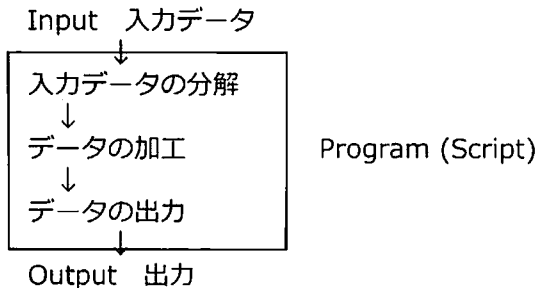 Input 入力データ
↓
入力データの分解
↓
データの加工 Program (Script)
↓
データの出力
↓
Output 出力